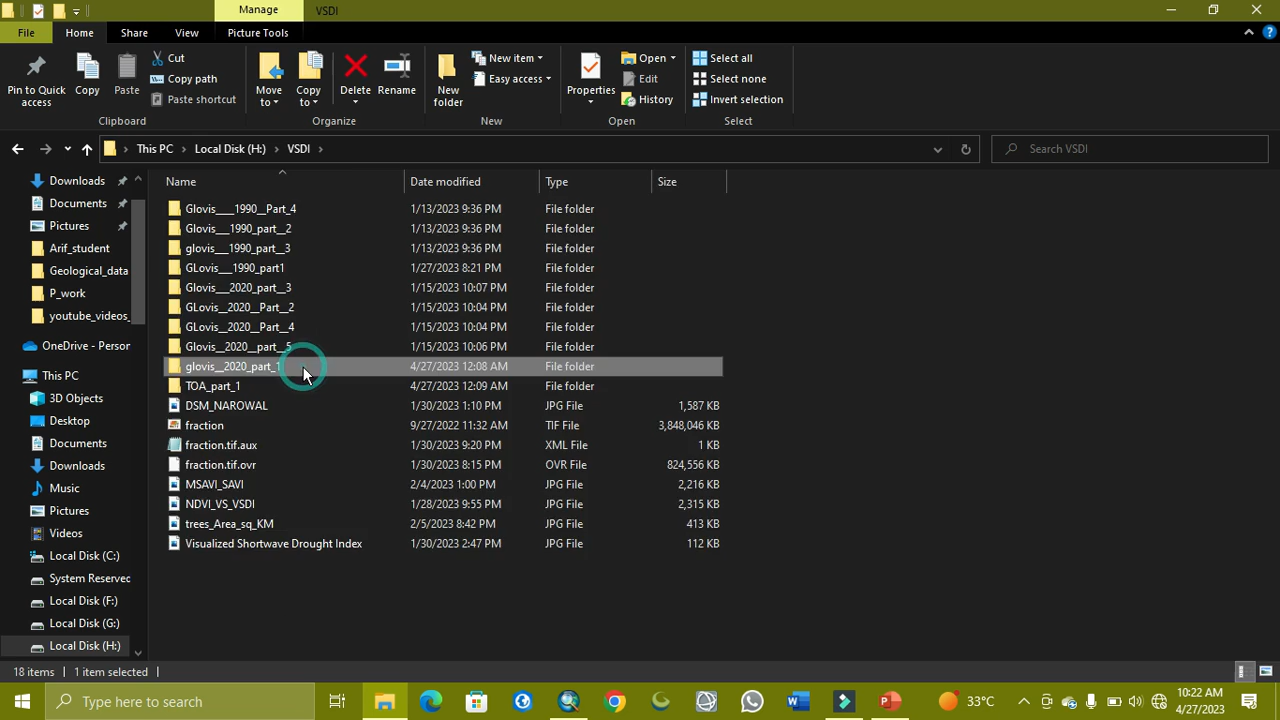 Manage VSDI
File Home Share View Picture Tools
Pin to Quick access Copy Paste Cut Copy path Paste shortcut Move to Copy to Delete Rename New folder New item Easy access Properties Open Edit History Select all Select none Invert selection
Clipboard Organize New Open Select
This PC Local Disk (H:) VSDI Search VSDI
Name Date modified Type Size
Downloads
Documents
Pictures
Arif_student
Geological_data
P_work
youtube_videos_
OneDrive - Person
This PC
3D Objects
Desktop
Documents
Downloads
Music
Pictures
Videos
Local Disk (C:)
System Reserved
Local Disk (F:)
Local Disk (G:)
Local Disk (H:)
Glovis____1990__Part_4 1/13/2023 9:36 PM File folder
Glovis___1990_part__2 1/13/2023 9:36 PM File folder
glovis___1990_part__3 1/13/2023 9:36 PM File folder
GLovis___1990_part1 1/27/2023 8:21 PM File folder
Glovis___2020_part__3 1/15/2023 10:07 PM File folder
GLovis__2020__Part__2 1/15/2023 10:04 PM File folder
GLovis__2020__Part_4 1/15/2023 10:04 PM File folder
Glovis__2020__part__5 1/15/2023 10:06 PM File folder
glovis__2020_part_1 4/27/2023 12:08 AM File folder
TOA_part_1 4/27/2023 12:09 AM File folder
DSM_NAROWAL 1/30/2023 1:10 PM JPG File 1,587 KB
fraction 9/27/2022 11:32 AM TIF File 3,848,046 KB
fraction.tif.aux 1/30/2023 9:20 PM XML File 1 KB
fraction.tif.ovr 1/30/2023 8:15 PM OVR File 824,556 KB
MSAVI_SAVI 2/4/2023 1:00 PM JPG File 2,216 KB
NDVI_VS_VSDI 1/28/2023 9:55 PM JPG File 2,315 KB
trees_Area_sq_KM 2/5/2023 8:42 PM JPG File 413 KB
Visualized Shortwave Drought Index 1/30/2023 2:47 PM JPG File 112 KB
18 items 1 item selected
Type here to search 33°C 10:22 AM
4/27/2023